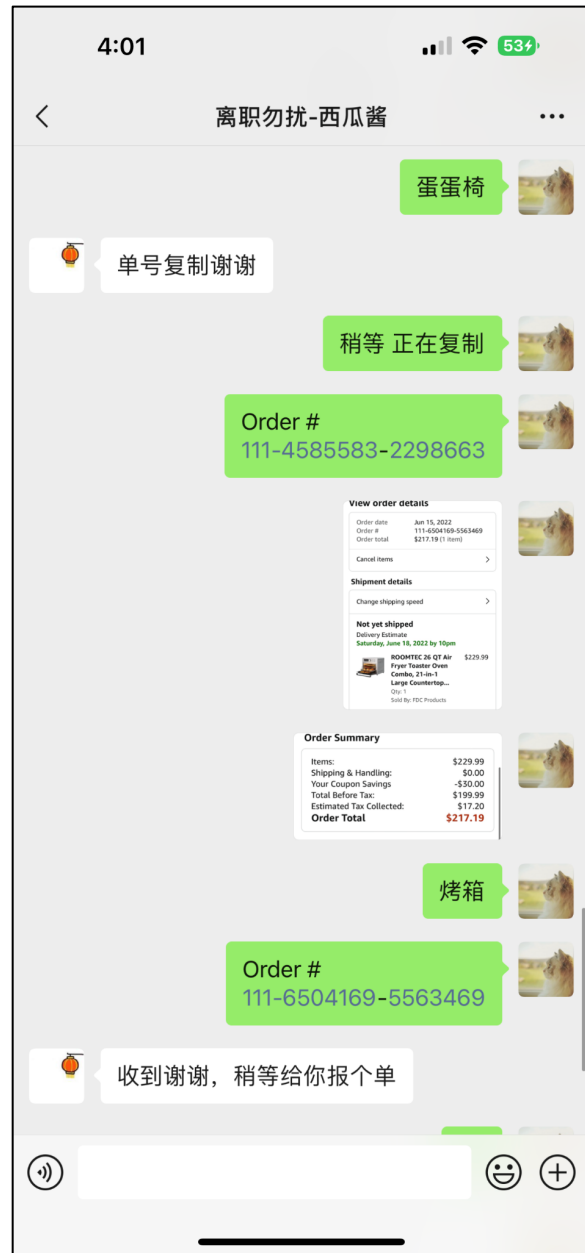 4:01
53
离职勿扰-西瓜酱
蛋蛋椅
单号复制谢谢
稍等 正在复制
Order #
111-4585583-2298663
View order details
Order date Jun 15, 2022
Order # 111-6504169-5563469
Order total $217.19 (1 item)
Cancel items
Shipment details
Change shipping speed
Not yet shipped
Delivery Estimate
Saturday, June 18, 2022 by 10pm
ROOMTEC 26 QT Air $229.99
Fryer Toaster Oven
Combo, 21-in-1
Large Countertop...
Qty: 1
Sold By: FDC Products
Order Summary
Items: $229.99
Shipping & Handling: $0.00
Your Coupon Savings -$30.00
Total Before Tax: $199.99
Estimated Tax Collected: $17.20
Order Total $217.19
烤箱
Order #
111-6504169-5563469
收到谢谢，稍等给你报个单